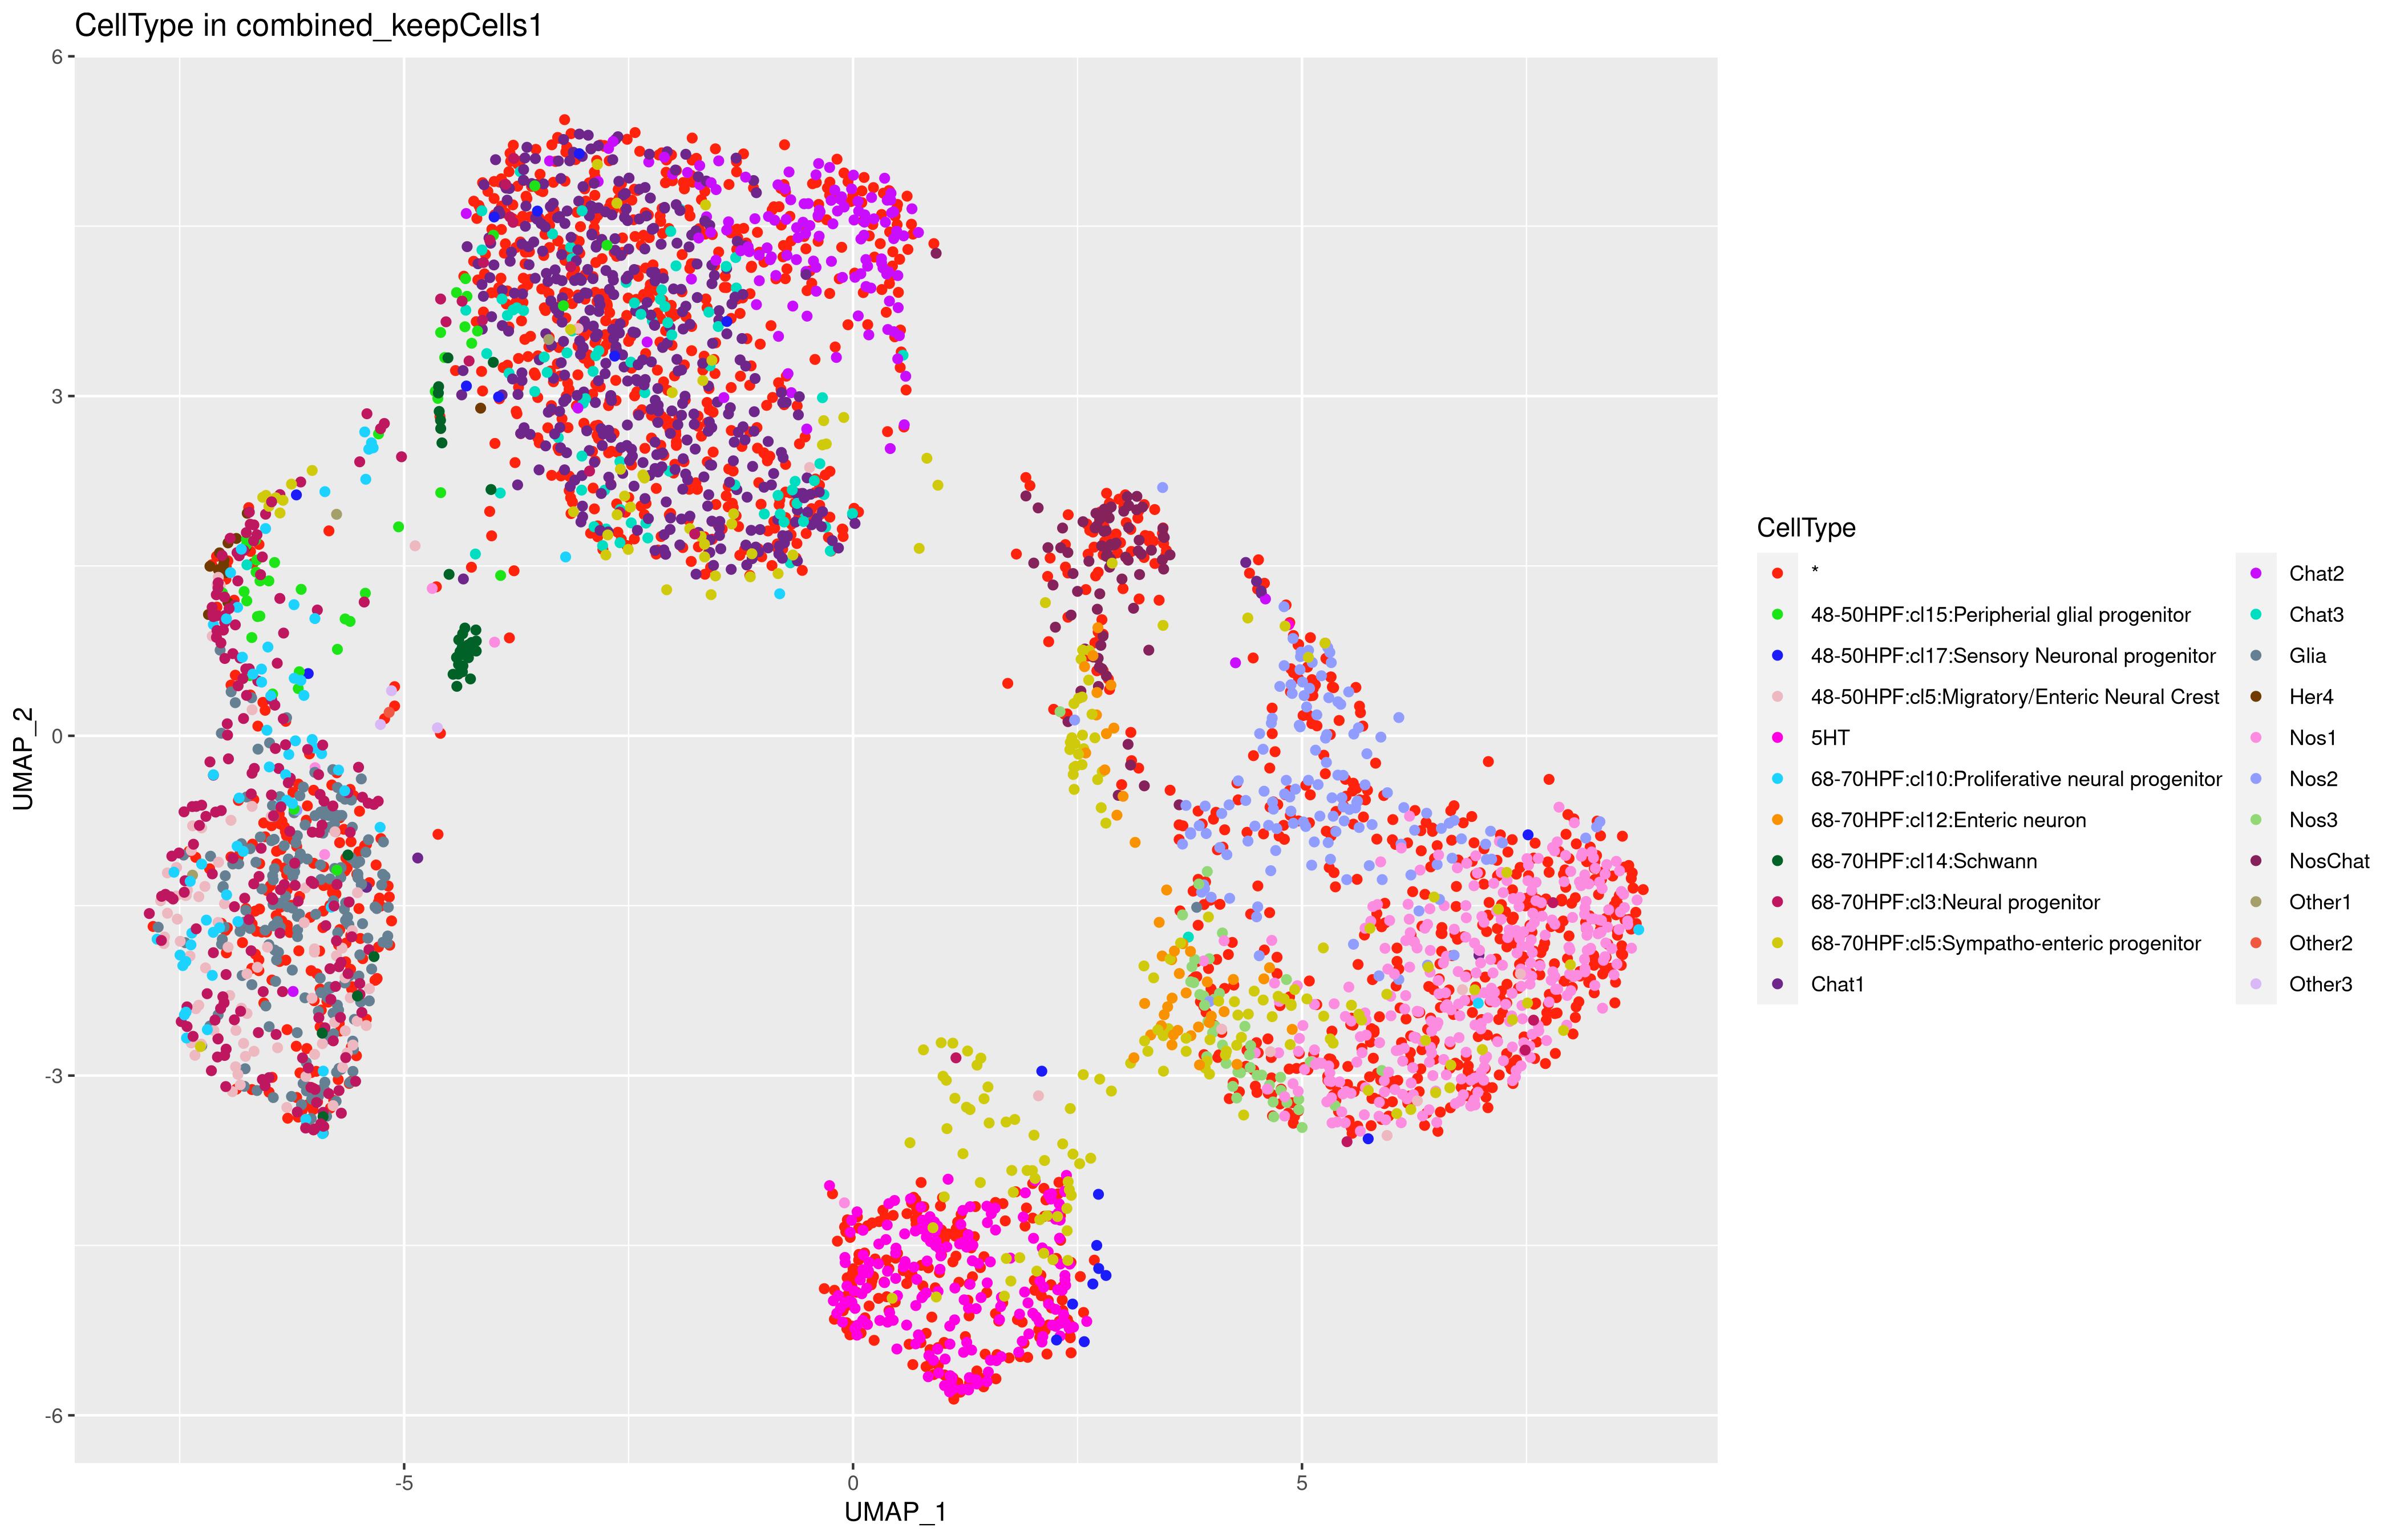 CellType in combined_keepCells1
6
3
0
-3
-6
UMAP_2
-5
0
5
UMAP_1
CellType
*
48-50HPF:cl15:Peripherial glial progenitor
48-50HPF:cl17:Sensory Neuronal progenitor
48-50HPF:cl5:Migratory/Enteric Neural Crest
5HT
68-70HPF:cl10:Proliferative neural progenitor
68-70HPF:cl12:Enteric neuron
68-70HPF:cl14:Schwann
68-70HPF:cl3:Neural progenitor
68-70HPF:cl5:Sympatho-enteric progenitor
Chat1
Chat2
Chat3
Glia
Her4
Nos1
Nos2
Nos3
NosChat
Other1
Other2
Other3